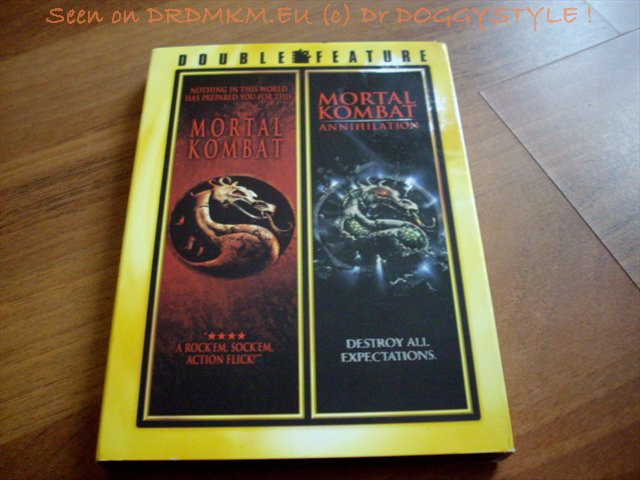 Seen on DRDMKM.EU (c) Dr DOGGYSTYLE !
DOUBLE FEATURE
NOTHING IN THIS WORLD
HAS PREPARED YOU FOR THIS
MORTAL
KOMBAT
★★★★
A ROCK'EM, SOCK'EM,
ACTION FLICK!"
MORTAL
KOMBAT
ANNIHILATION
DESTROY ALL
EXPECTATIONS.